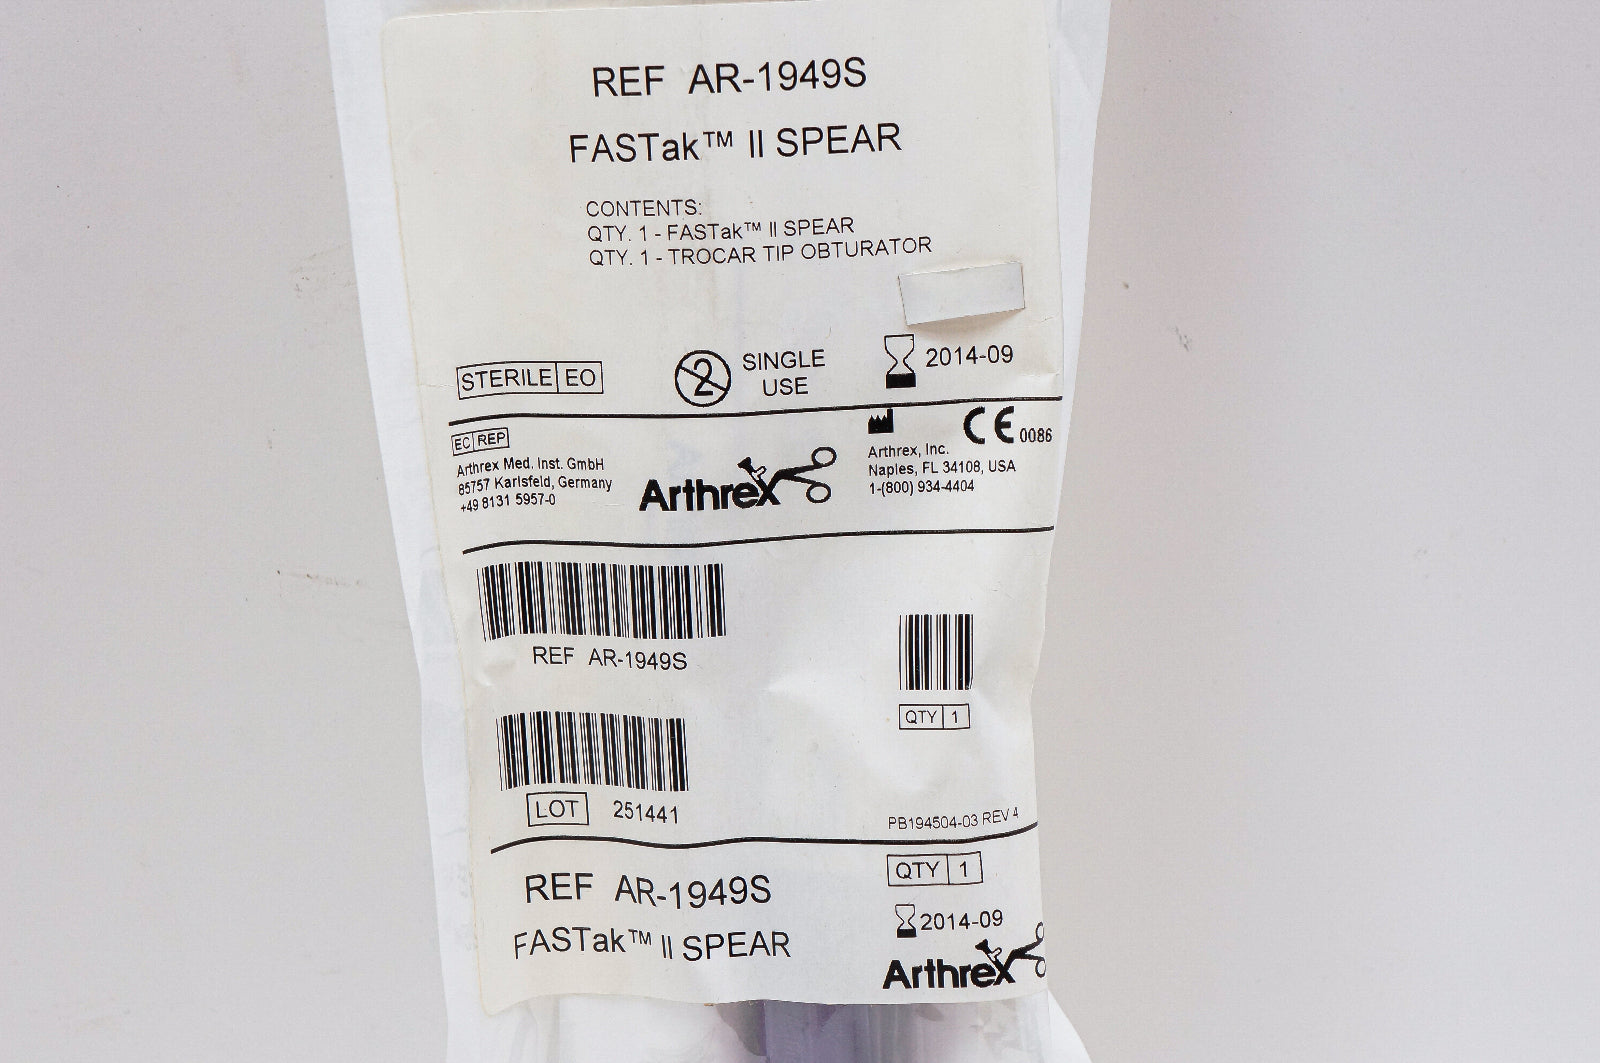 REF AR-1949S
FASTak™ II SPEAR
CONTENTS:
QTY. 1 - FASTak™ II SPEAR
QTY. 1 - TROCAR TIP OBTURATOR
STERILE EO
2 SINGLE USE
2014-09
EC REP
Arthrex Med. Inst. GmbH
85757 Karlsfeld, Germany
+49 8131 5957-0
Arthrex
CE 0086
Arthrex, Inc.
Naples, FL 34108, USA
1-(800) 934-4404
REF AR-1949S
QTY 1
LOT 251441
PB194504-03 REV 4
REF AR-1949S
FASTak™ II SPEAR
QTY 1
2014-09
Arthrex